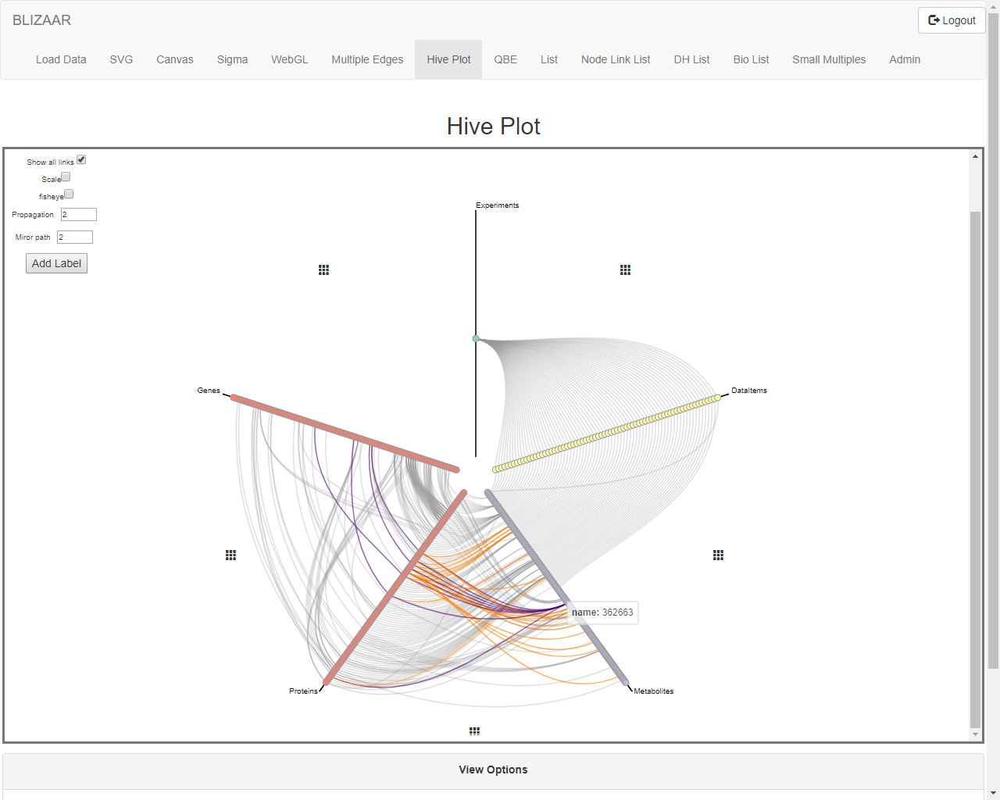 BLIZAAR
Logout
Load Data SVG Canvas Sigma WebGL Multiple Edges Hive Plot QBE List Node Link List DH List Bio List Small Multiples Admin
Hive Plot
Show all links
Scale
fisheye
Propagation 2
Miror path 2
Add Label
Experiments
Genes
DataItems
name: 362663
Proteins
Metabolites
View Options